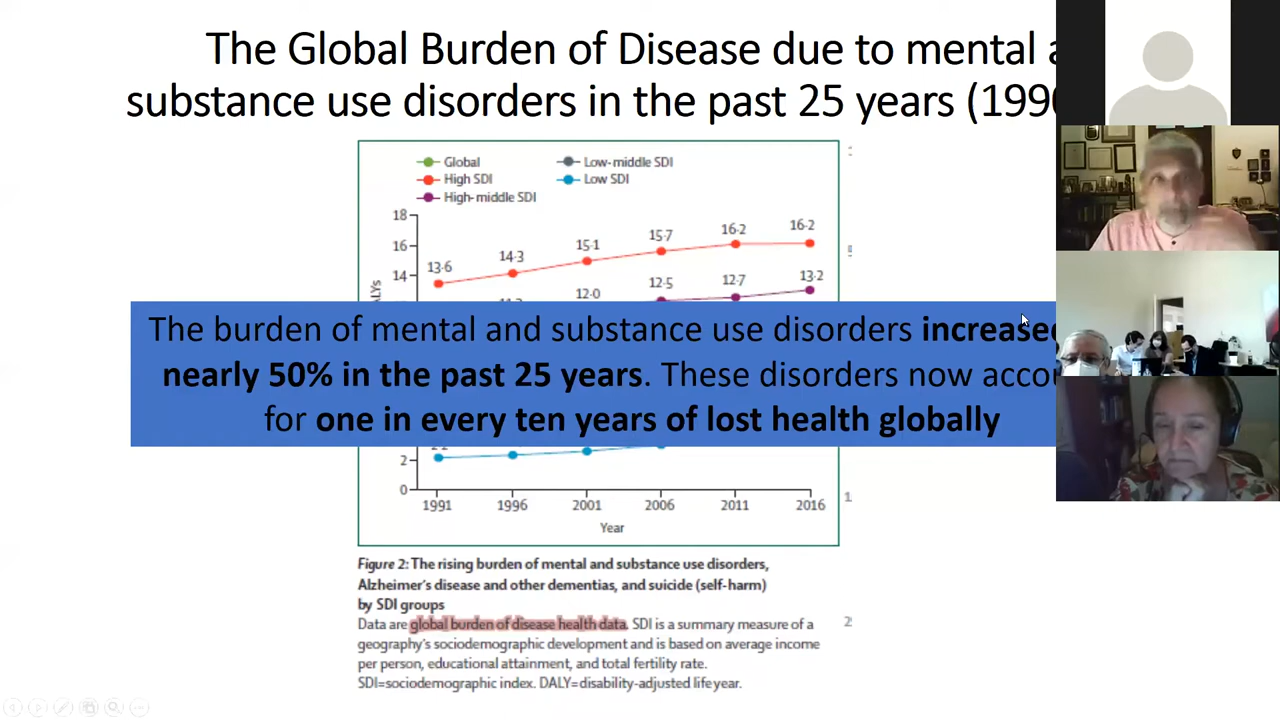 The Global Burden of Disease due to mental a
substance use disorders in the past 25 years (1990
Global
Low-middle SDI
High SDI
Low SDI
High-middle SDI
18
16
14
13·6
14·3
15·1
15·7
16·2
16·2
12·0
12·5
12·7
13·2
ALYs
The burden of mental and substance use disorders increased
nearly 50% in the past 25 years. These disorders now accou
for one in every ten years of lost health globally
2
0
1991
1996
2001
2006
2011
2016
Year
Figure 2: The rising burden of mental and substance use disorders,
Alzheimer's disease and other dementias, and suicide (self-harm)
by SDI groups
Data are global burden of disease health data. SDI is a summary measure of a
geography's sociodemographic development and is based on average income
per person, educational attainment, and total fertility rate.
SDI=sociodemographic index. DALY=disability-adjusted life year.